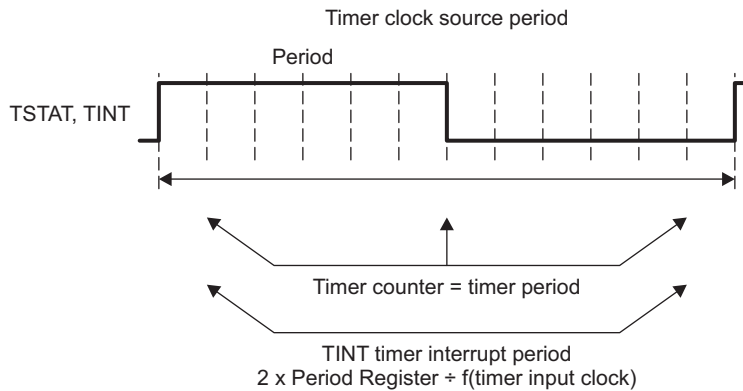 Timer clock source period
Period
TSTAT, TINT
Timer counter = timer period
TINT timer interrupt period
2 x Period Register ÷ f(timer input clock)